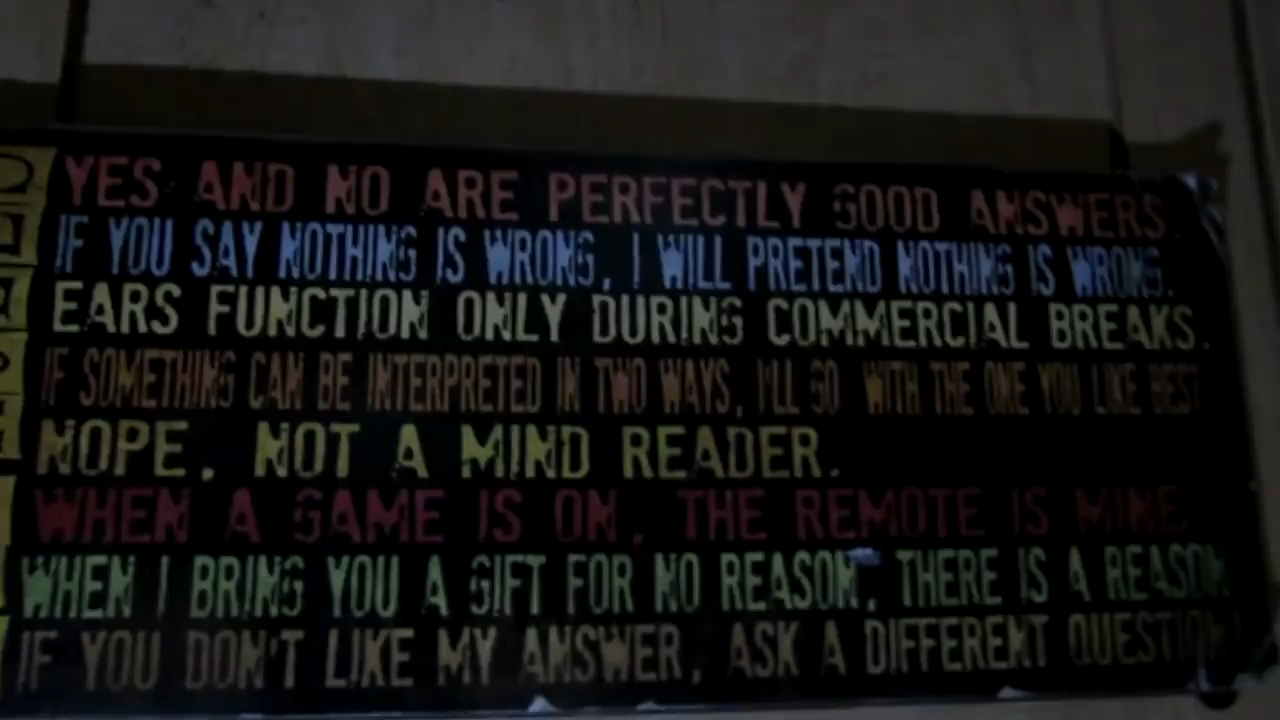 YES AND NO ARE PERFECTLY GOOD ANSWERS.
IF YOU SAY NOTHING IS WRONG, I WILL PRETEND NOTHING IS WRONG.
EARS FUNCTION ONLY DURING COMMERCIAL BREAKS.
IF SOMETHING CAN BE INTERPRETED IN TWO WAYS, I'LL GO WITH THE ONE YOU LIKE BEST
NOPE, NOT A MIND READER.
WHEN A GAME IS ON, THE REMOTE IS MINE
WHEN I BRING YOU A GIFT FOR NO REASON, THERE IS A REASON.
IF YOU DON'T LIKE MY ANSWER, ASK A DIFFERENT QUESTION